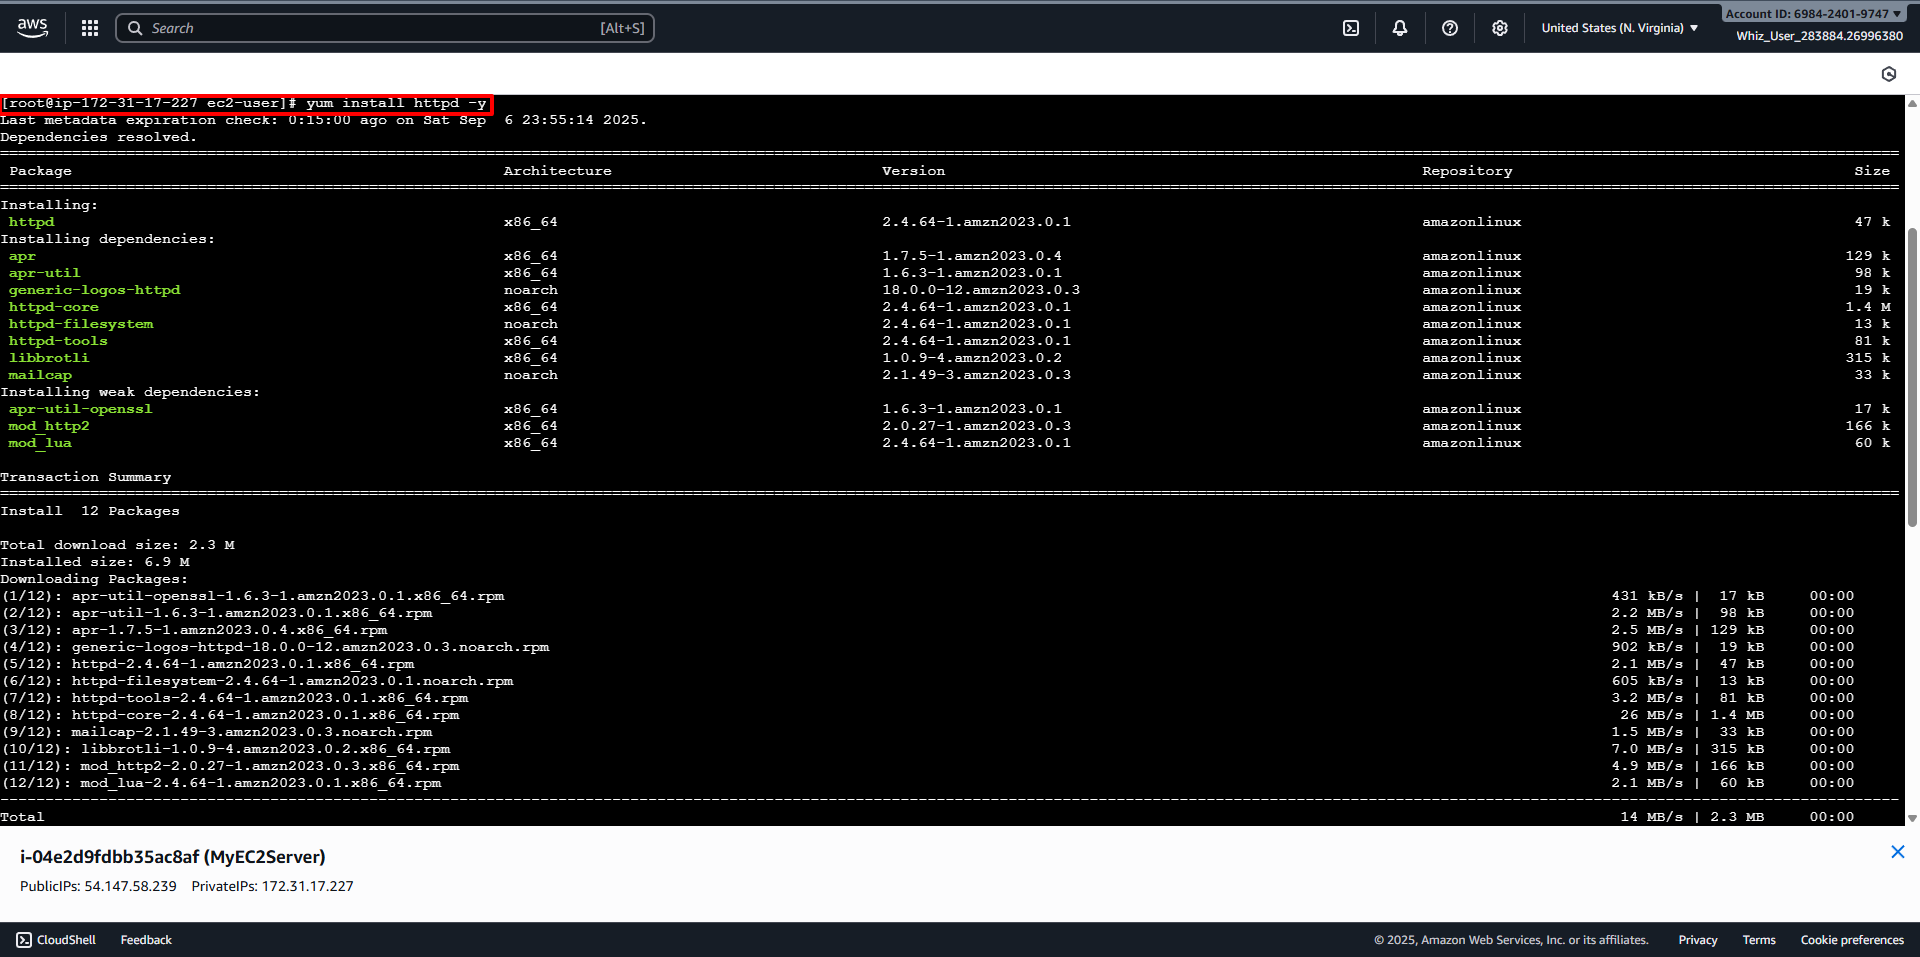 aws
Search [Alt+S]
United States (N. Virginia)
Account ID: 6984-2401-9747
Whiz_User_283884.26996380
[root@ip-172-31-17-227 ec2-user]# yum install httpd -y
Last metadata expiration check: 0:15:00 ago on Sat Sep  6 23:55:14 2025.
Dependencies resolved.
Package Architecture Version Repository Size
Installing:
httpd x86_64 2.4.64-1.amzn2023.0.1 amazonlinux 47 k
Installing dependencies:
apr x86_64 1.7.5-1.amzn2023.0.4 amazonlinux 129 k
apr-util x86_64 1.6.3-1.amzn2023.0.1 amazonlinux 98 k
generic-logos-httpd noarch 18.0.0-12.amzn2023.0.3 amazonlinux 19 k
httpd-core x86_64 2.4.64-1.amzn2023.0.1 amazonlinux 1.4 M
httpd-filesystem noarch 2.4.64-1.amzn2023.0.1 amazonlinux 13 k
httpd-tools x86_64 2.4.64-1.amzn2023.0.1 amazonlinux 81 k
libbrotli x86_64 1.0.9-4.amzn2023.0.2 amazonlinux 315 k
mailcap noarch 2.1.49-3.amzn2023.0.3 amazonlinux 33 k
Installing weak dependencies:
apr-util-openssl x86_64 1.6.3-1.amzn2023.0.1 amazonlinux 17 k
mod_http2 x86_64 2.0.27-1.amzn2023.0.3 amazonlinux 166 k
mod_lua x86_64 2.4.64-1.amzn2023.0.1 amazonlinux 60 k
Transaction Summary
Install  12 Packages
Total download size: 2.3 M
Installed size: 6.9 M
Downloading Packages:
(1/12): apr-util-openssl-1.6.3-1.amzn2023.0.1.x86_64.rpm 431 kB/s | 17 kB 00:00
(2/12): apr-util-1.6.3-1.amzn2023.0.1.x86_64.rpm 2.2 MB/s | 98 kB 00:00
(3/12): apr-1.7.5-1.amzn2023.0.4.x86_64.rpm 2.5 MB/s | 129 kB 00:00
(4/12): generic-logos-httpd-18.0.0-12.amzn2023.0.3.noarch.rpm 902 kB/s | 19 kB 00:00
(5/12): httpd-2.4.64-1.amzn2023.0.1.x86_64.rpm 2.1 MB/s | 47 kB 00:00
(6/12): httpd-filesystem-2.4.64-1.amzn2023.0.1.noarch.rpm 605 kB/s | 13 kB 00:00
(7/12): httpd-tools-2.4.64-1.amzn2023.0.1.x86_64.rpm 3.2 MB/s | 81 kB 00:00
(8/12): httpd-core-2.4.64-1.amzn2023.0.1.x86_64.rpm 26 MB/s | 1.4 MB 00:00
(9/12): mailcap-2.1.49-3.amzn2023.0.3.noarch.rpm 1.5 MB/s | 33 kB 00:00
(10/12): libbrotli-1.0.9-4.amzn2023.0.2.x86_64.rpm 7.0 MB/s | 315 kB 00:00
(11/12): mod_http2-2.0.27-1.amzn2023.0.3.x86_64.rpm 4.9 MB/s | 166 kB 00:00
(12/12): mod_lua-2.4.64-1.amzn2023.0.1.x86_64.rpm 2.1 MB/s | 60 kB 00:00
Total 14 MB/s | 2.3 MB 00:00
i-04e2d9fdbb35ac8af (MyEC2Server)
PublicIPs: 54.147.58.239 PrivateIPs: 172.31.17.227
CloudShell Feedback © 2025, Amazon Web Services, Inc. or its affiliates. Privacy Terms Cookie preferences